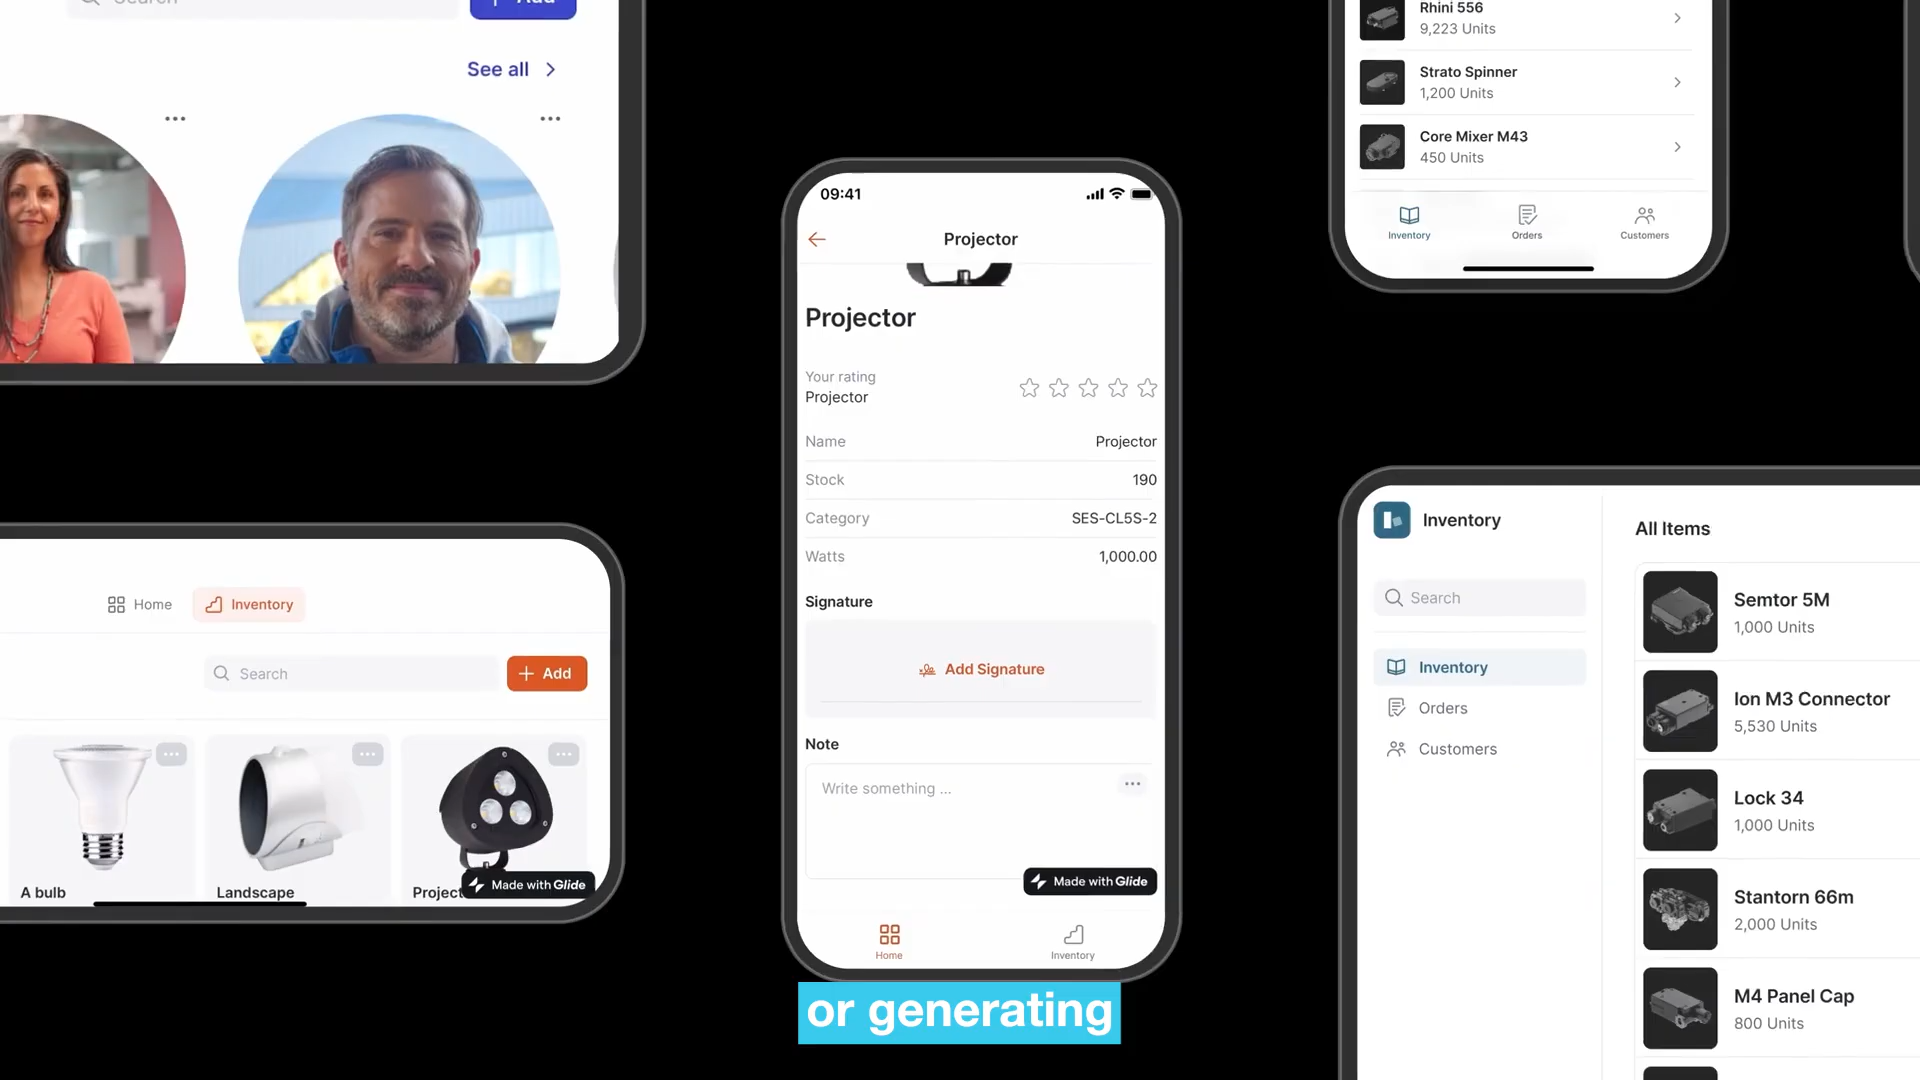 Search
+ Add
See all
Rhini 556
9,223 Units
Strato Spinner
1,200 Units
Core Mixer M43
450 Units
Inventory
Orders
Customers
09:41
Projector
Projector
Your rating
Projector
Name
Projector
Stock
190
Category
SES-CL5S-2
Watts
1,000.00
Signature
Add Signature
Note
Write something ...
Made with Glide
Home
Inventory
Home
Inventory
Search
+ Add
A bulb
Landscape
Project
Made with Glide
Inventory
Search
Inventory
Orders
Customers
All Items
Semtor 5M
1,000 Units
Ion M3 Connector
5,530 Units
Lock 34
1,000 Units
Stantorn 66m
2,000 Units
M4 Panel Cap
800 Units
or generating